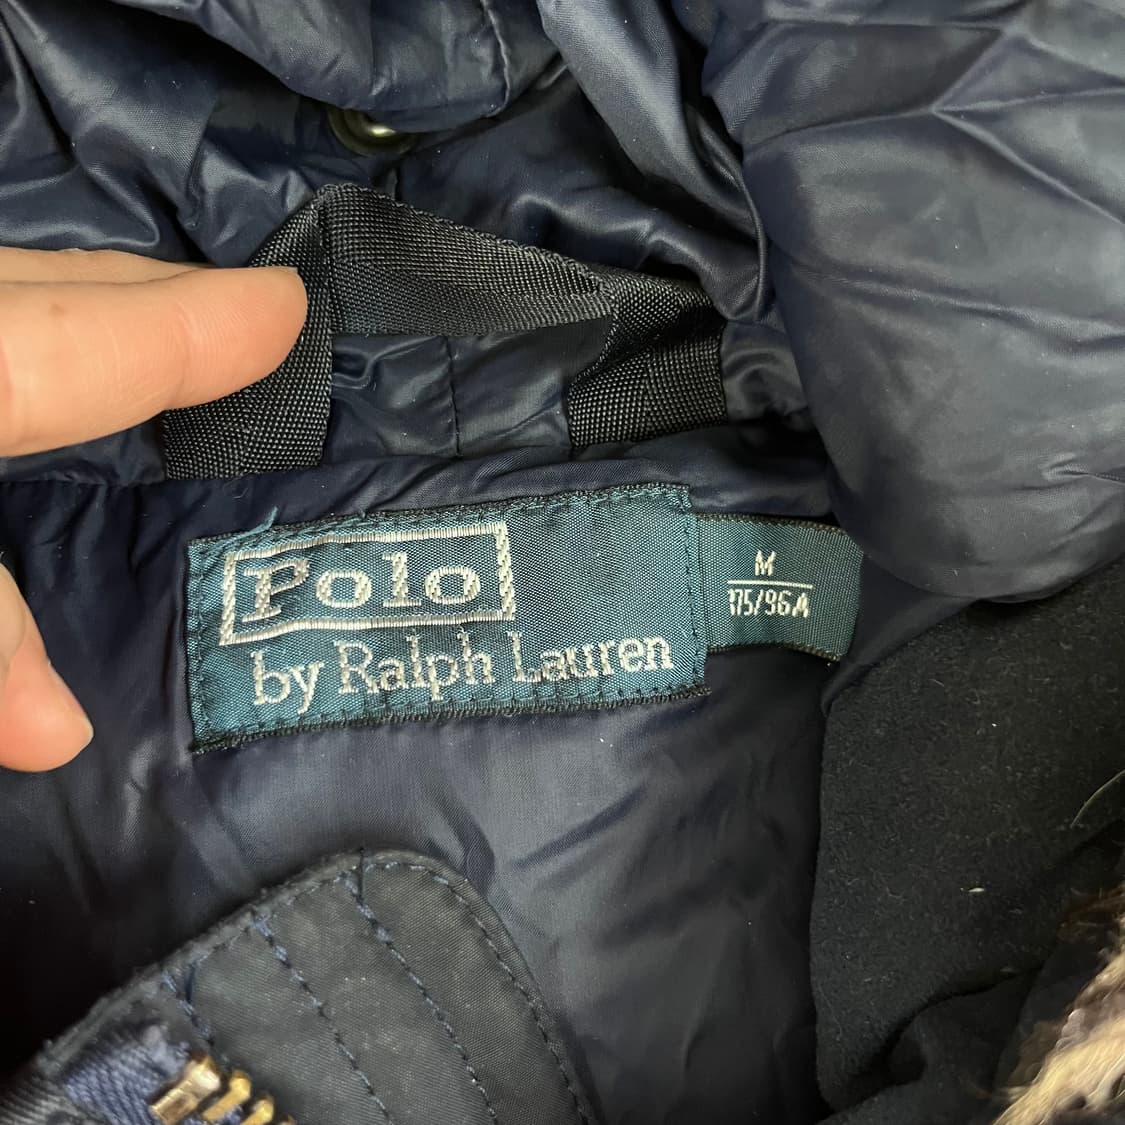 Polo
by Ralph Lauren
M
175/96A